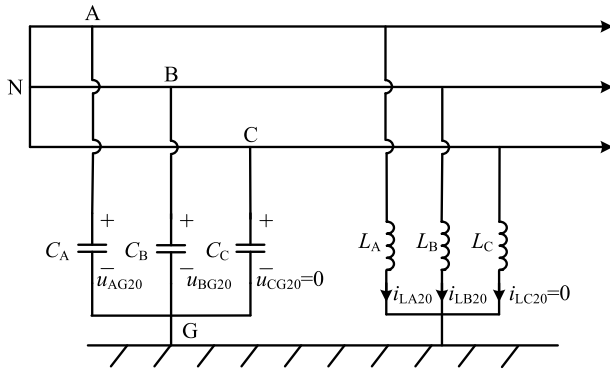 A
B
N
C
+ + +
C_A C_B C_C L_A L_B L_C
− − −
u_AG20 u_BG20 u_CG20=0 i_LA20 i_LB20 i_LC20=0
G